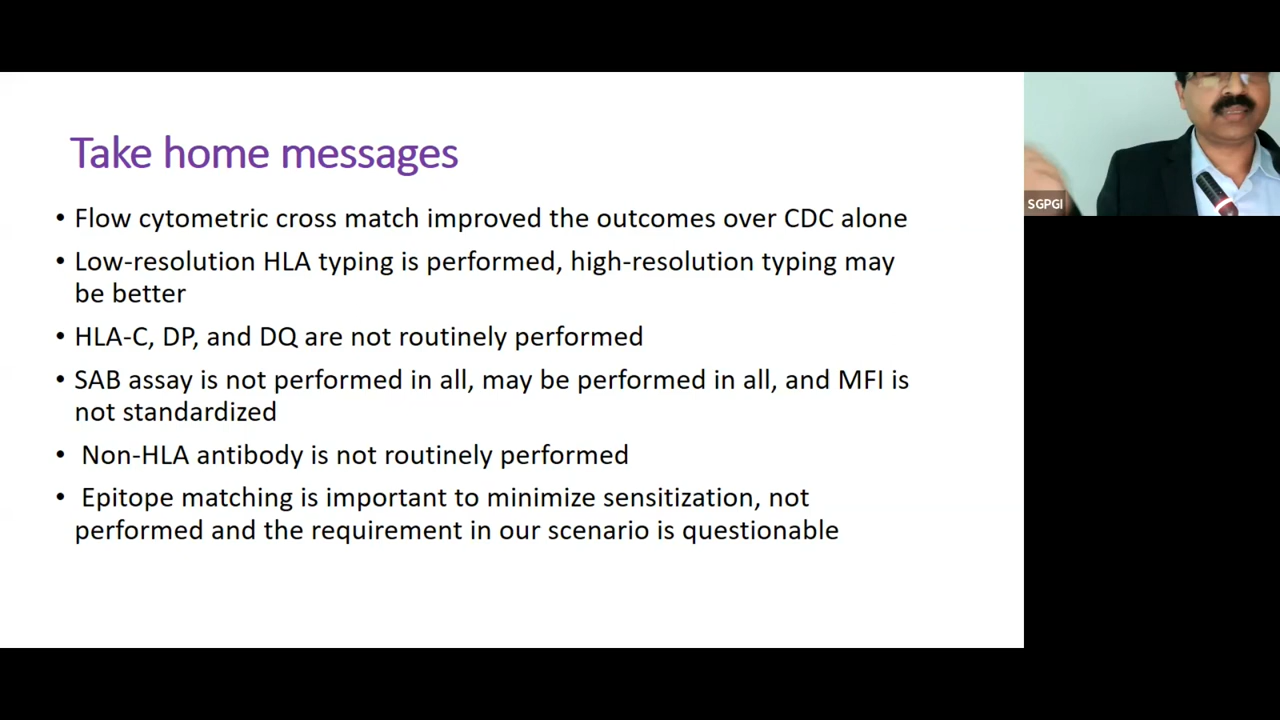 Take home messages
• Flow cytometric cross match improved the outcomes over CDC alone
• Low-resolution HLA typing is performed, high-resolution typing may
be better
• HLA-C, DP, and DQ are not routinely performed
• SAB assay is not performed in all, may be performed in all, and MFI is
not standardized
• Non-HLA antibody is not routinely performed
• Epitope matching is important to minimize sensitization, not
performed and the requirement in our scenario is questionable
SGPGI